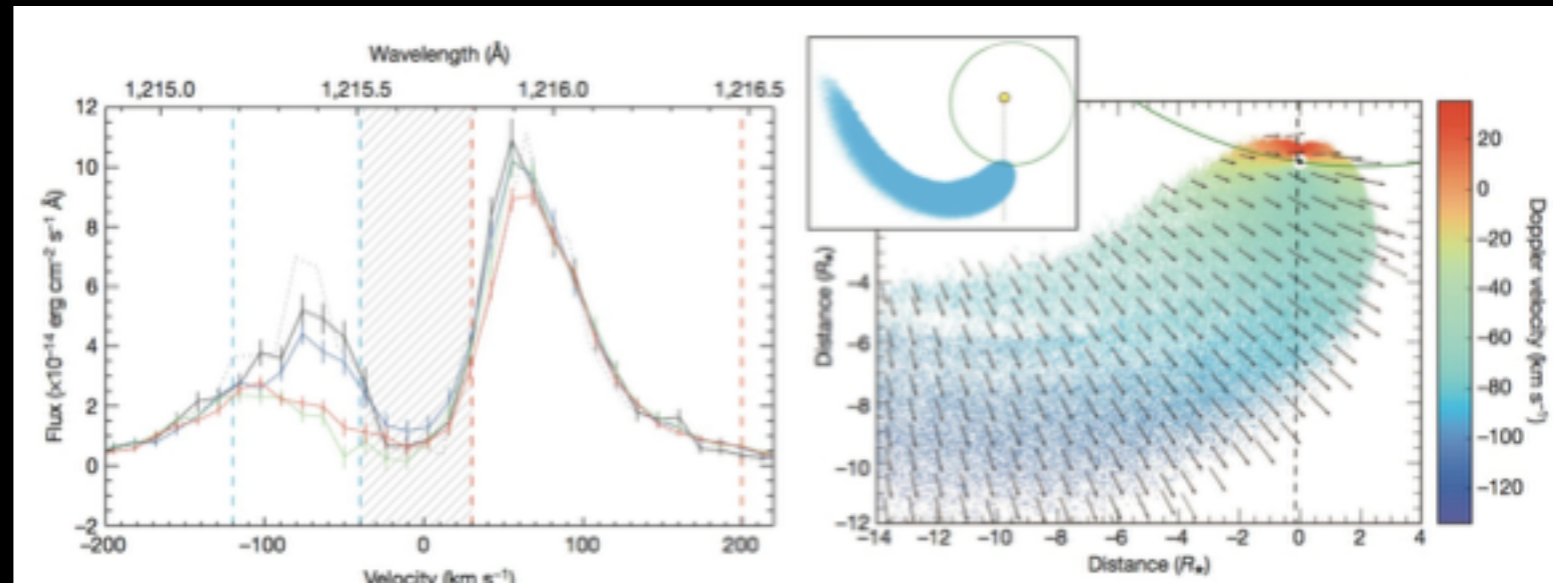 Wavelength (Å)
1,215.0 1,215.5 1,216.0 1,216.5
12
10
8
6
4
2
0
−2
Flux (×10⁻¹⁴ erg cm⁻² s⁻¹ Å)
−200 −100 0 100 200
Velocity (km s⁻¹)
−4
−6
−8
−10
−12
Distance (R★)
−14 −12 −10 −8 −6 −4 −2 0 2 4
Distance (R★)
20
0
−20
−40
−60
−80
−100
−120
Doppler velocity (km s⁻¹)